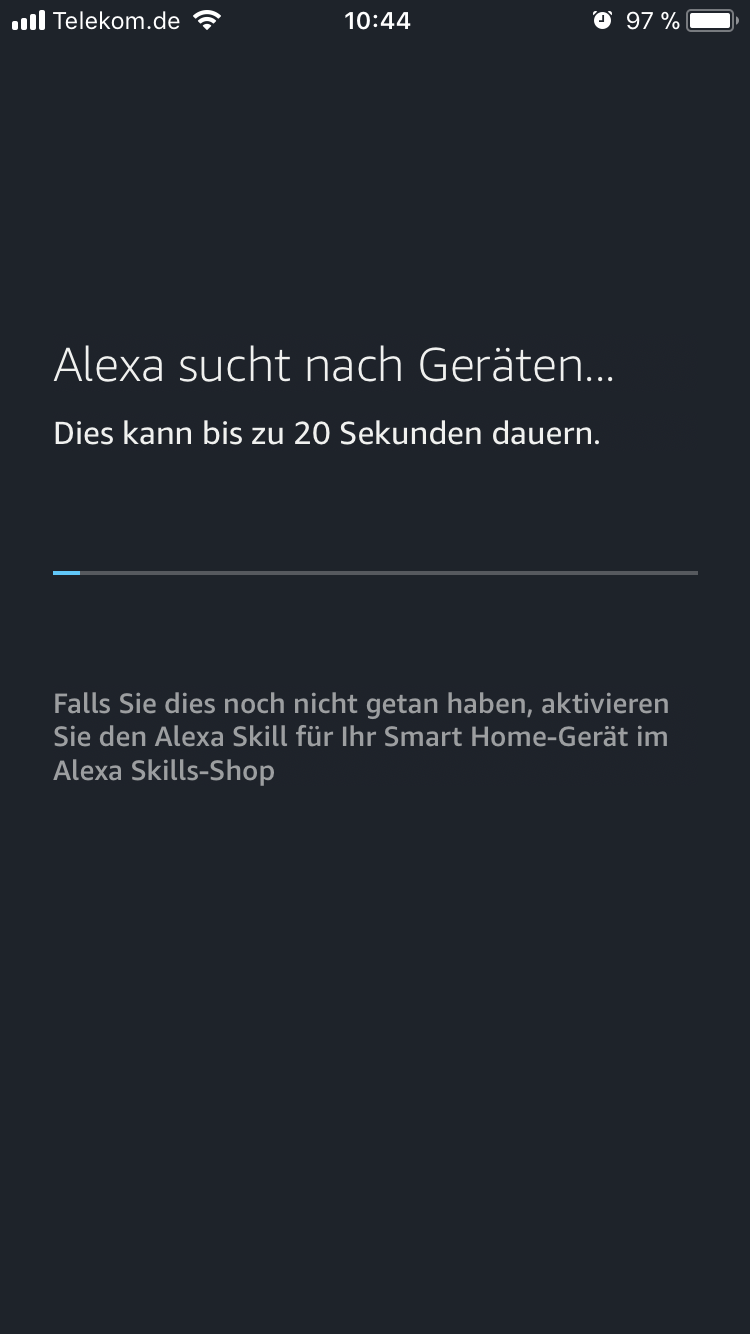 Telekom.de 10:44 97 %
Alexa sucht nach Geräten...
Dies kann bis zu 20 Sekunden dauern.
Falls Sie dies noch nicht getan haben, aktivieren
Sie den Alexa Skill für Ihr Smart Home-Gerät im
Alexa Skills-Shop